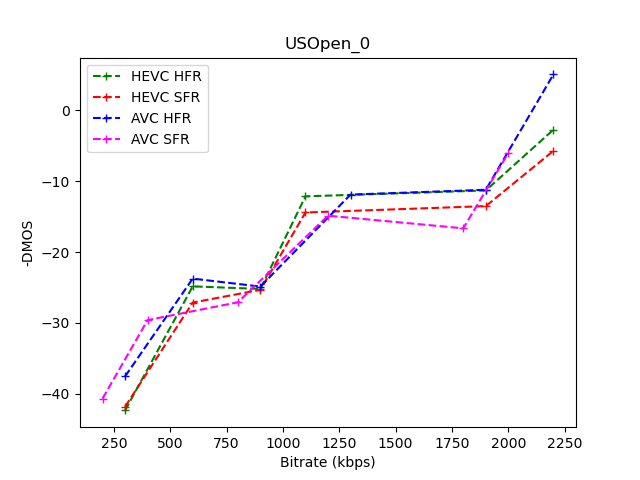 USOpen_0
HEVC HFR
HEVC SFR
AVC HFR
AVC SFR
0
−10
−20
−30
−40
-DMOS
250 500 750 1000 1250 1500 1750 2000 2250
Bitrate (kbps)